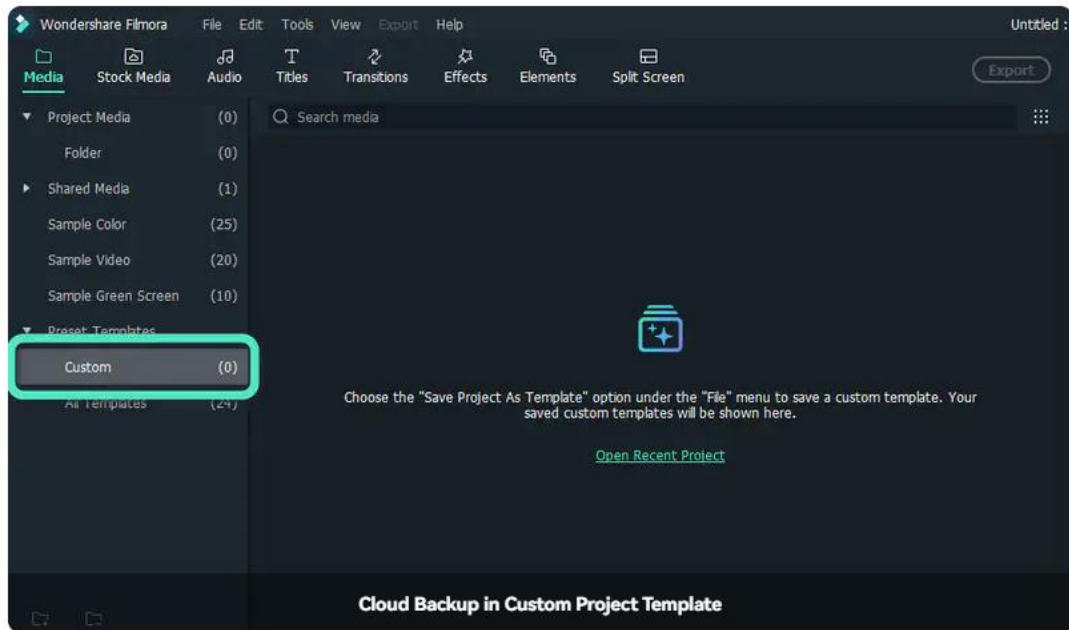 Wondershare Filmora File Edit Tools View Export Help Untitled :
Media Stock Media Audio Titles Transitions Effects Elements Split Screen Export
Project Media (0) Search media
Folder (0)
Shared Media (1)
Sample Color (25)
Sample Video (20)
Sample Green Screen (10)
Preset Templates
Custom (0)
All Templates (24)
Choose the "Save Project As Template" option under the "File" menu to save a custom template. Your
saved custom templates will be shown here.
Open Recent Project
Cloud Backup in Custom Project Template